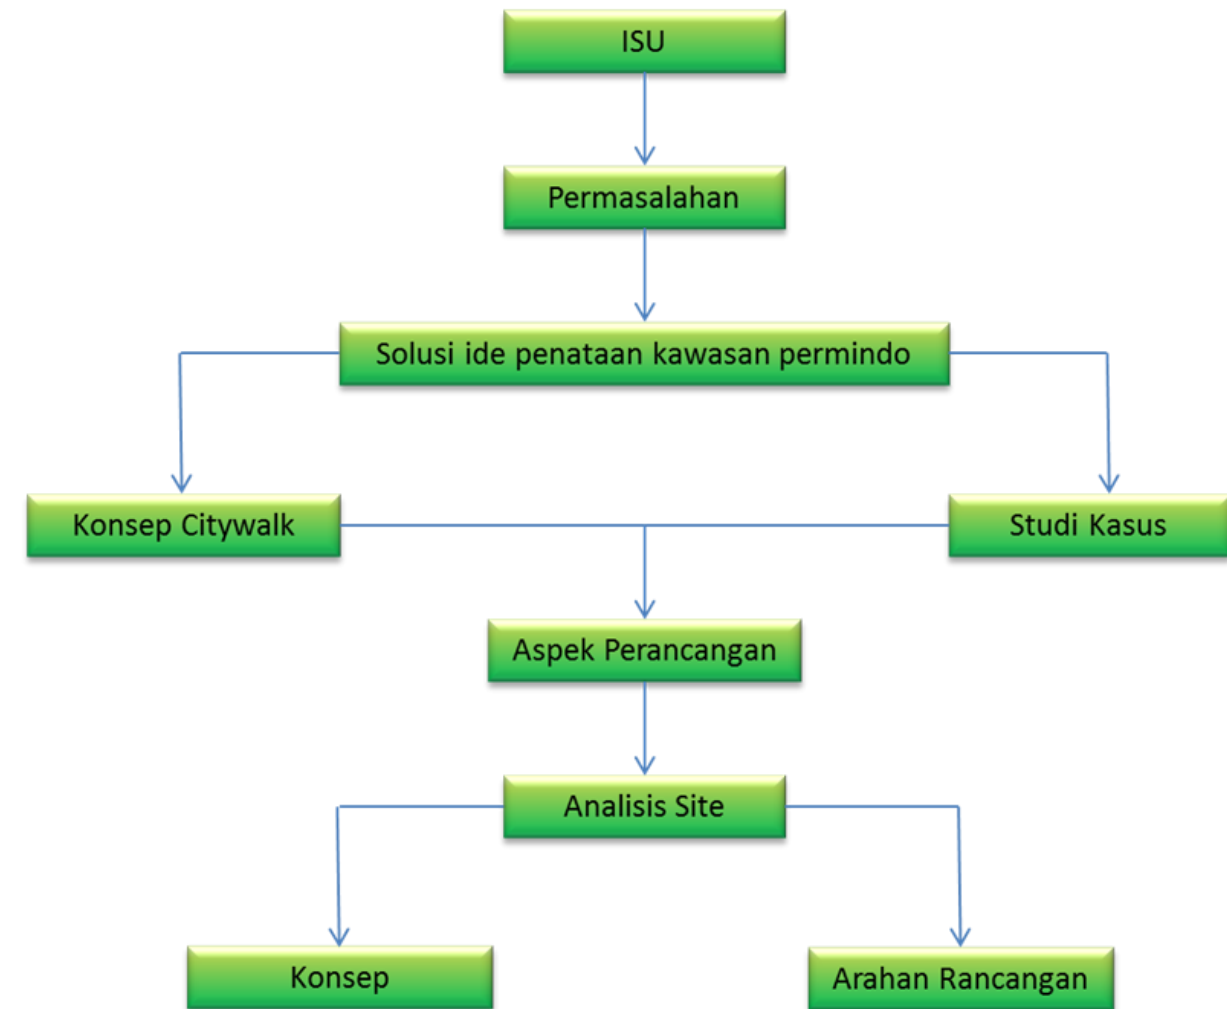 ISU
Permasalahan
Solusi ide penataan kawasan permindo
Konsep Citywalk
Studi Kasus
Aspek Perancangan
Analisis Site
Konsep
Arahan Rancangan